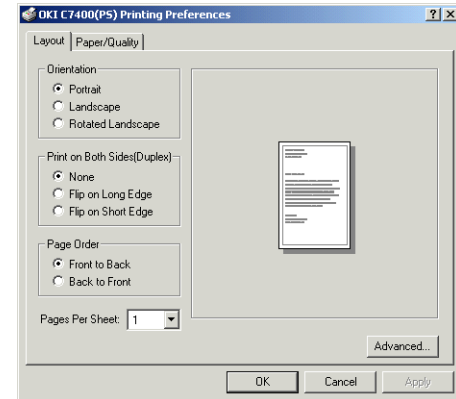 OKI C7400(PS) Printing Preferences
Layout
Paper/Quality
Orientation
Portrait
Landscape
Rotated Landscape
Print on Both Sides(Duplex)
None
Flip on Long Edge
Flip on Short Edge
Page Order
Front to Back
Back to Front
Pages Per Sheet: 1
Advanced...
OK
Cancel
Apply